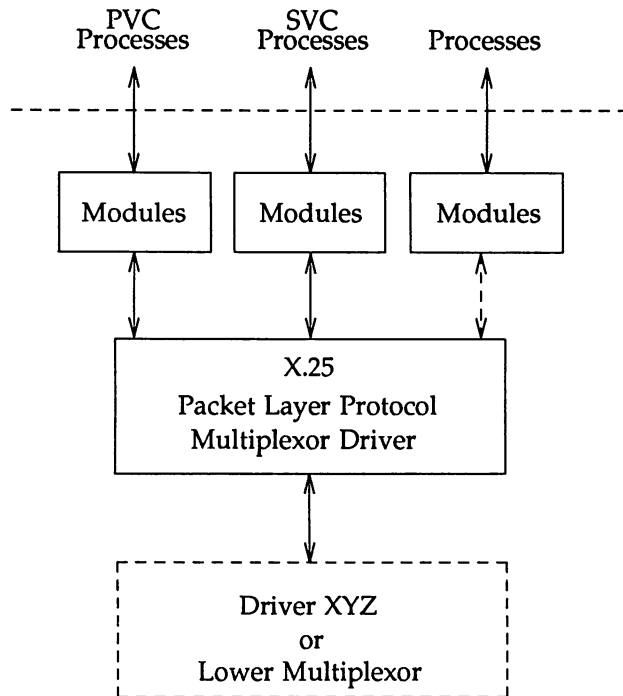 PVC
Processes
SVC
Processes
Processes
Modules
Modules
Modules
X.25
Packet Layer Protocol
Multiplexor Driver
Driver XYZ
or
Lower Multiplexor